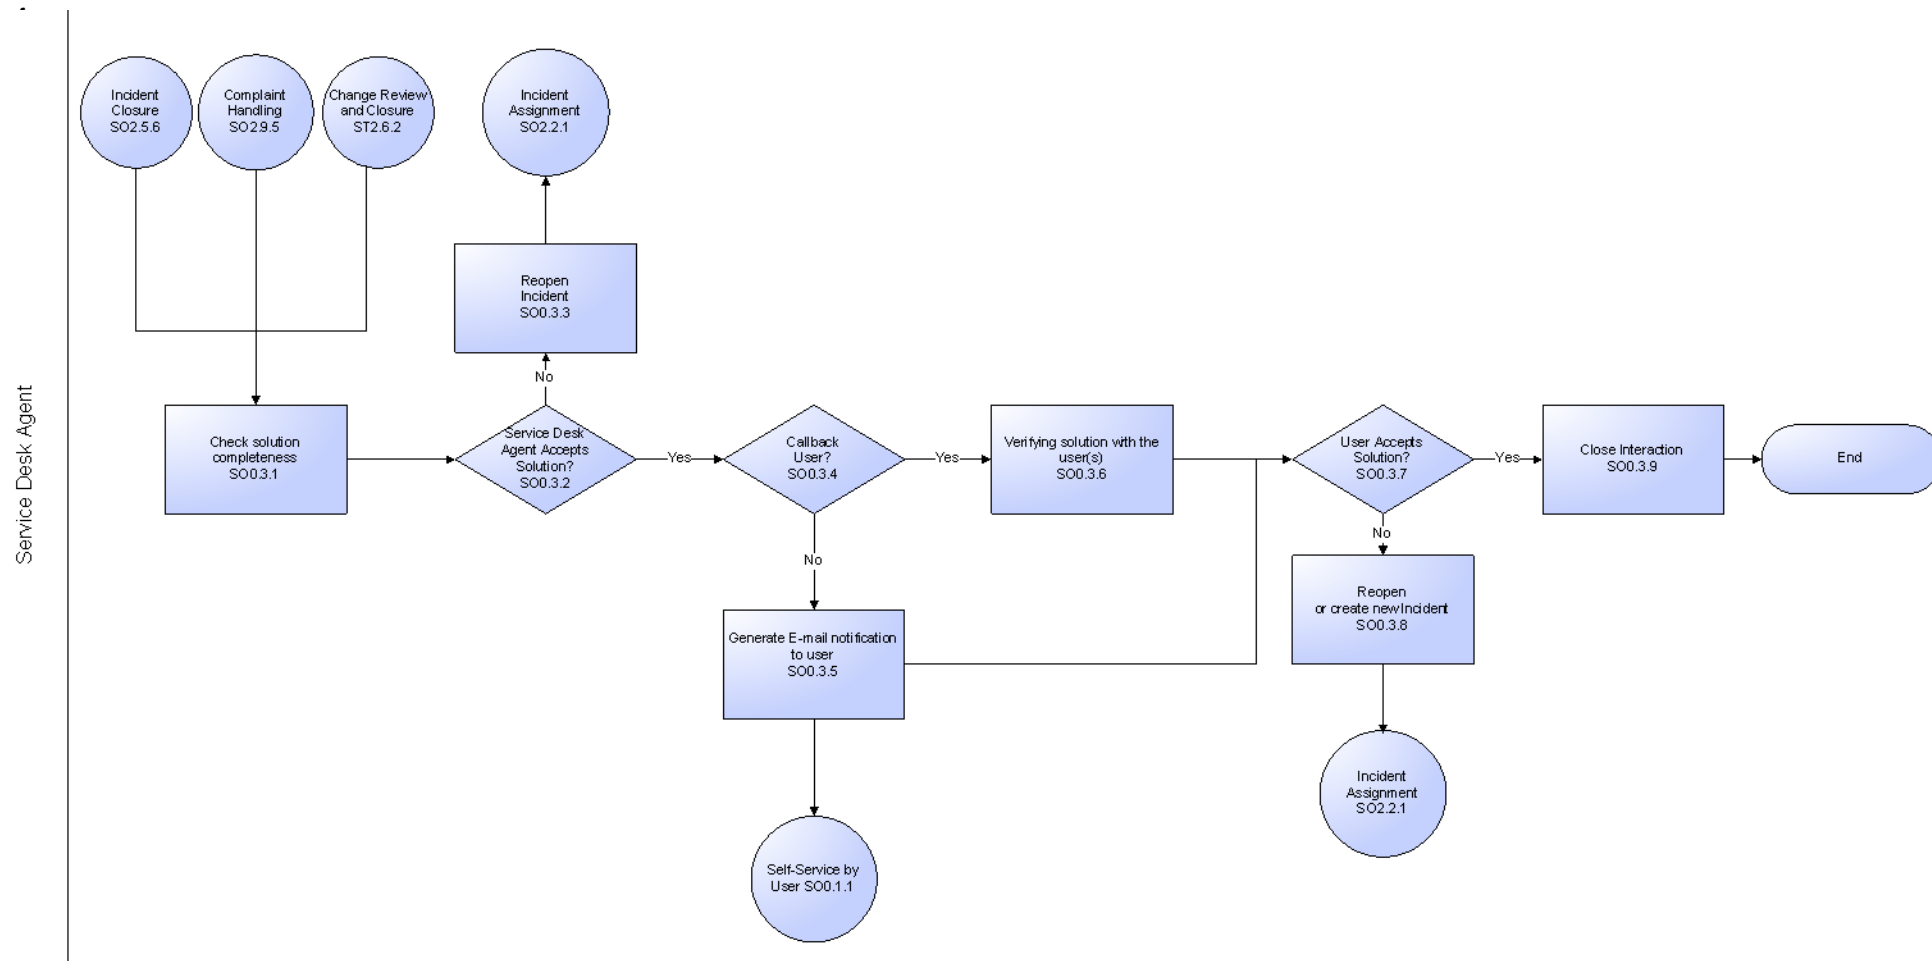 Service Desk Agent
Incident
Closure
SO2.5.6
Complaint
Handling
SO2.9.5
Change Review
and Closure
ST2.6.2
Incident
Assignment
SO2.2.1
Reopen
Incident
SO0.3.3
No
Check solution
completeness
SO0.3.1
Service Desk
Agent Accepts
Solution?
SO0.3.2
Yes
Callback
User?
SO0.3.4
Yes
Verifying solution with the
user(s)
SO0.3.6
User Accepts
Solution?
SO0.3.7
Yes
Close Interaction
SO0.3.9
End
No
No
Generate E-mail notification
to user
SO0.3.5
Reopen
or create new Incident
SO0.3.8
Incident
Assignment
SO2.2.1
Self-Service by
User SO0.1.1